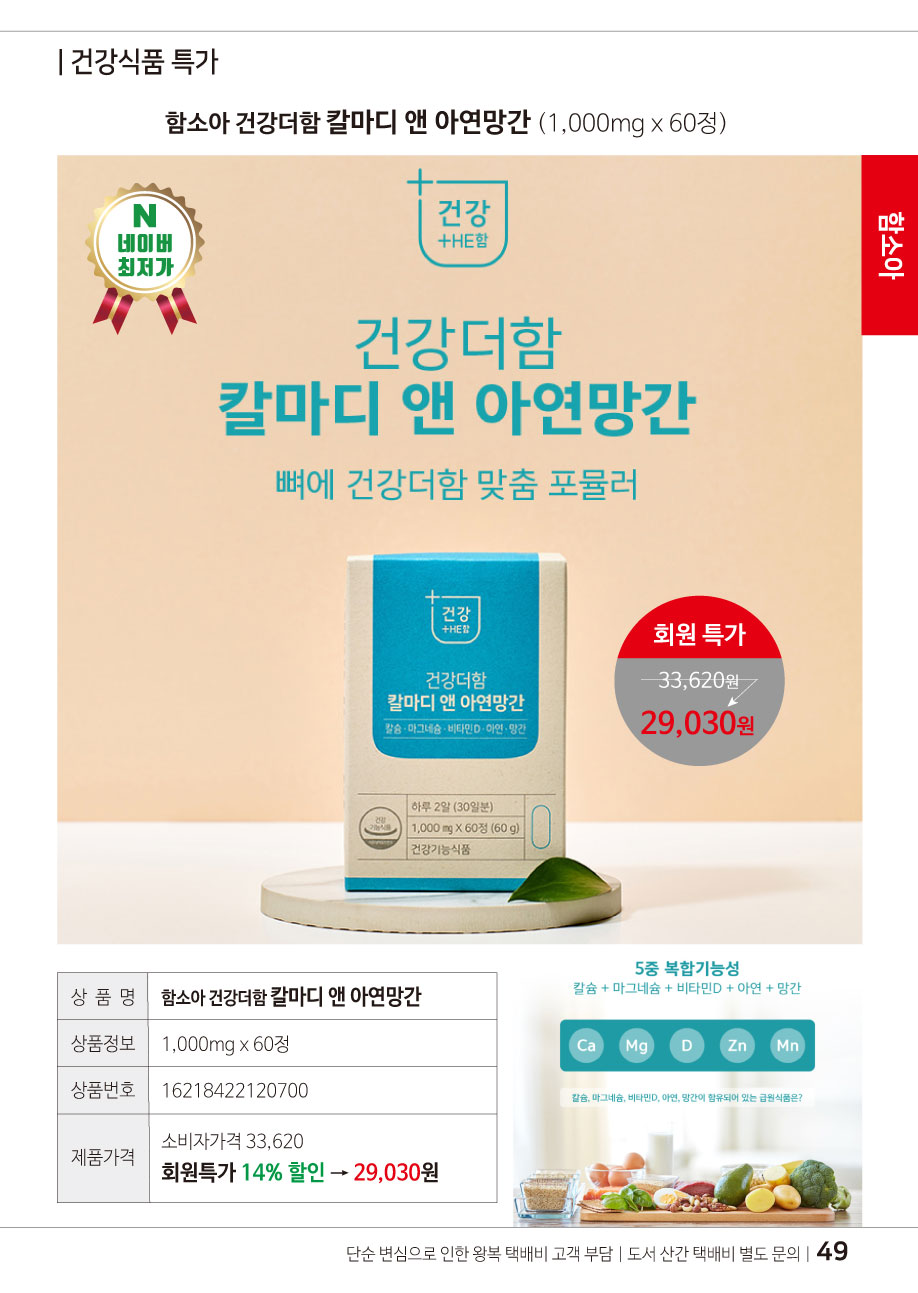 | 건강식품 특가
함소아 건강더함 칼마디 앤 아연망간 (1,000mg x 60정)
N
네이버
최저가
건강
+HE함
함소아
건강더함
칼마디 앤 아연망간
뼈에 건강더함 맞춤 포뮬러
건강
+HE함
건강더함
칼마디 앤 아연망간
칼슘 · 마그네슘 · 비타민D · 아연 · 망간
건강
기능식품
하루 2알 (30일분)
1,000 mg X 60정 (60 g)
건강기능식품
회원 특가
33,620원
29,030원
상 품 명
함소아 건강더함 칼마디 앤 아연망간
상품정보
1,000mg x 60정
상품번호
16218422120700
제품가격
소비자가격 33,620
회원특가 14% 할인 → 29,030원
5중 복합기능성
칼슘 + 마그네슘 + 비타민D + 아연 + 망간
Ca Mg D Zn Mn
칼슘, 마그네슘, 비타민D, 아연, 망간이 함유되어 있는 급원식품은?
단순 변심으로 인한 왕복 택배비 고객 부담 | 도서 산간 택배비 별도 문의 | 49